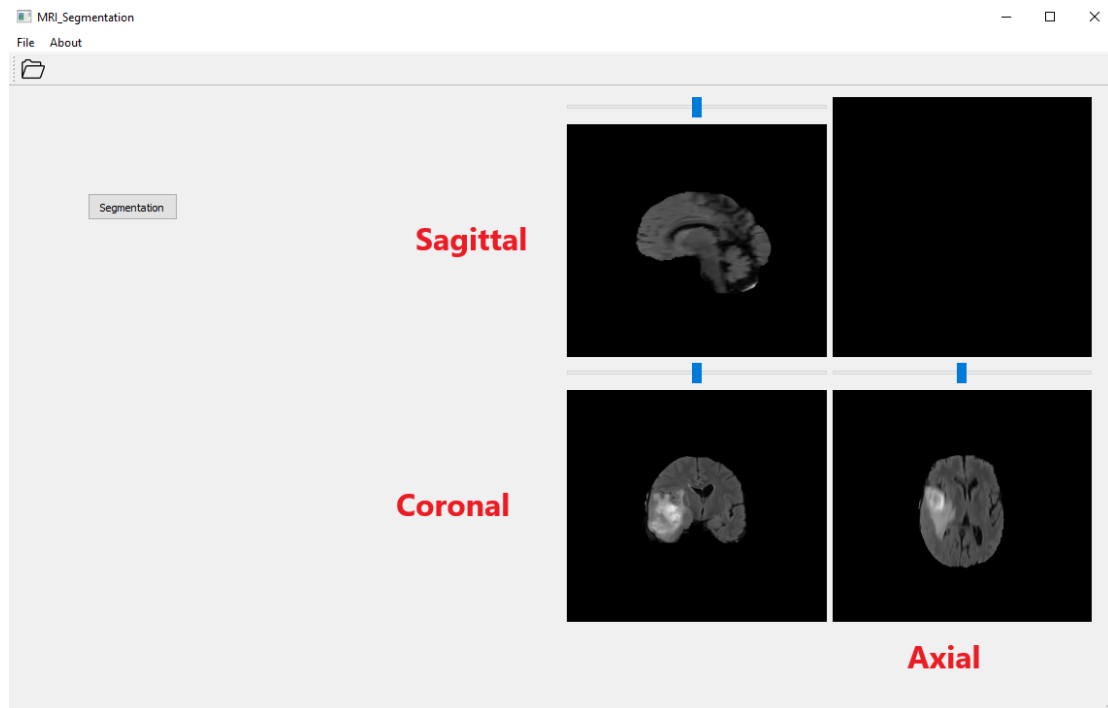 MRI_Segmentation
File About
Segmentation
Sagittal
Coronal
Axial